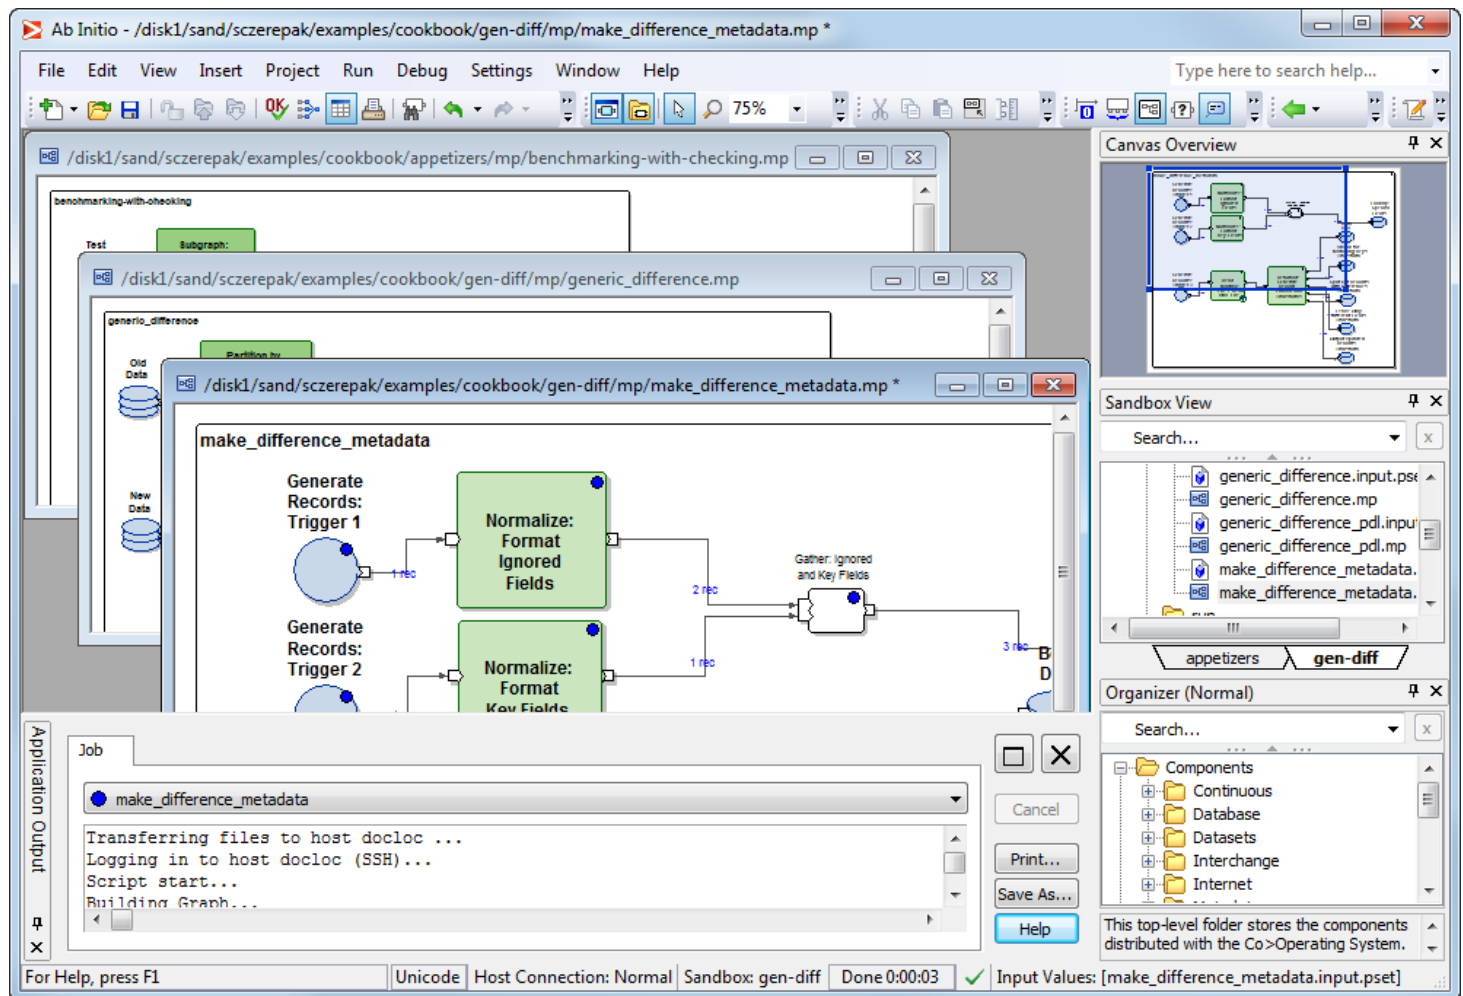 Ab Initio - /disk1/sand/sczerepak/examples/cookbook/gen-diff/mp/make_difference_metadata.mp *
File Edit View Insert Project Run Debug Settings Window Help
Type here to search help...
75%
/disk1/sand/sczerepak/examples/cookbook/appetizers/mp/benchmarking-with-checking.mp
benchmarking-with-checking
Test
Subgraph:
/disk1/sand/sczerepak/examples/cookbook/gen-diff/mp/generic_difference.mp
generic_difference
Old
Data
Partition by
New
Data
/disk1/sand/sczerepak/examples/cookbook/gen-diff/mp/make_difference_metadata.mp *
make_difference_metadata
Generate
Records:
Trigger 1
1 rec
Normalize:
Format
Ignored
Fields
2 rec
Gather: Ignored
and Key Fields
3 rec
Generate
Records:
Trigger 2
Normalize:
Format
Key Fields
1 rec
Canvas Overview
Sandbox View
Search...
generic_difference.input.pse
generic_difference.mp
generic_difference_pdl.input
generic_difference_pdl.mp
make_difference_metadata.
make_difference_metadata.
run
appetizers
gen-diff
Organizer (Normal)
Search...
Components
Continuous
Database
Datasets
Interchange
Internet
This top-level folder stores the components
distributed with the Co>Operating System.
Application Output
Job
make_difference_metadata
Transferring files to host docloc ...
Logging in to host docloc (SSH)...
Script start...
Building Graph...
Cancel
Print...
Save As...
Help
For Help, press F1
Unicode
Host Connection: Normal
Sandbox: gen-diff
Done 0:00:03
Input Values: [make_difference_metadata.input.pset]